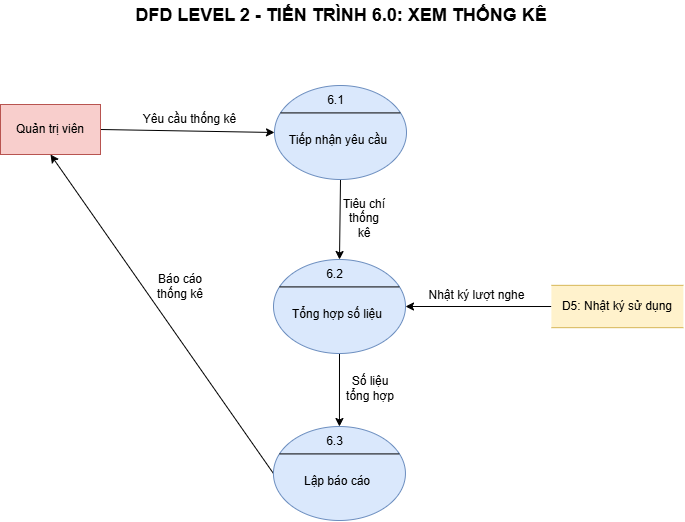 DFD LEVEL 2 - TIẾN TRÌNH 6.0: XEM THỐNG KÊ
6.1
Quản trị viên
Yêu cầu thống kê
Tiếp nhận yêu cầu
Tiêu chí
thống
kê
6.2
Báo cáo
thống kê
Tổng hợp số liệu
Nhật ký lượt nghe
D5: Nhật ký sử dụng
Số liệu
tổng hợp
6.3
Lập báo cáo